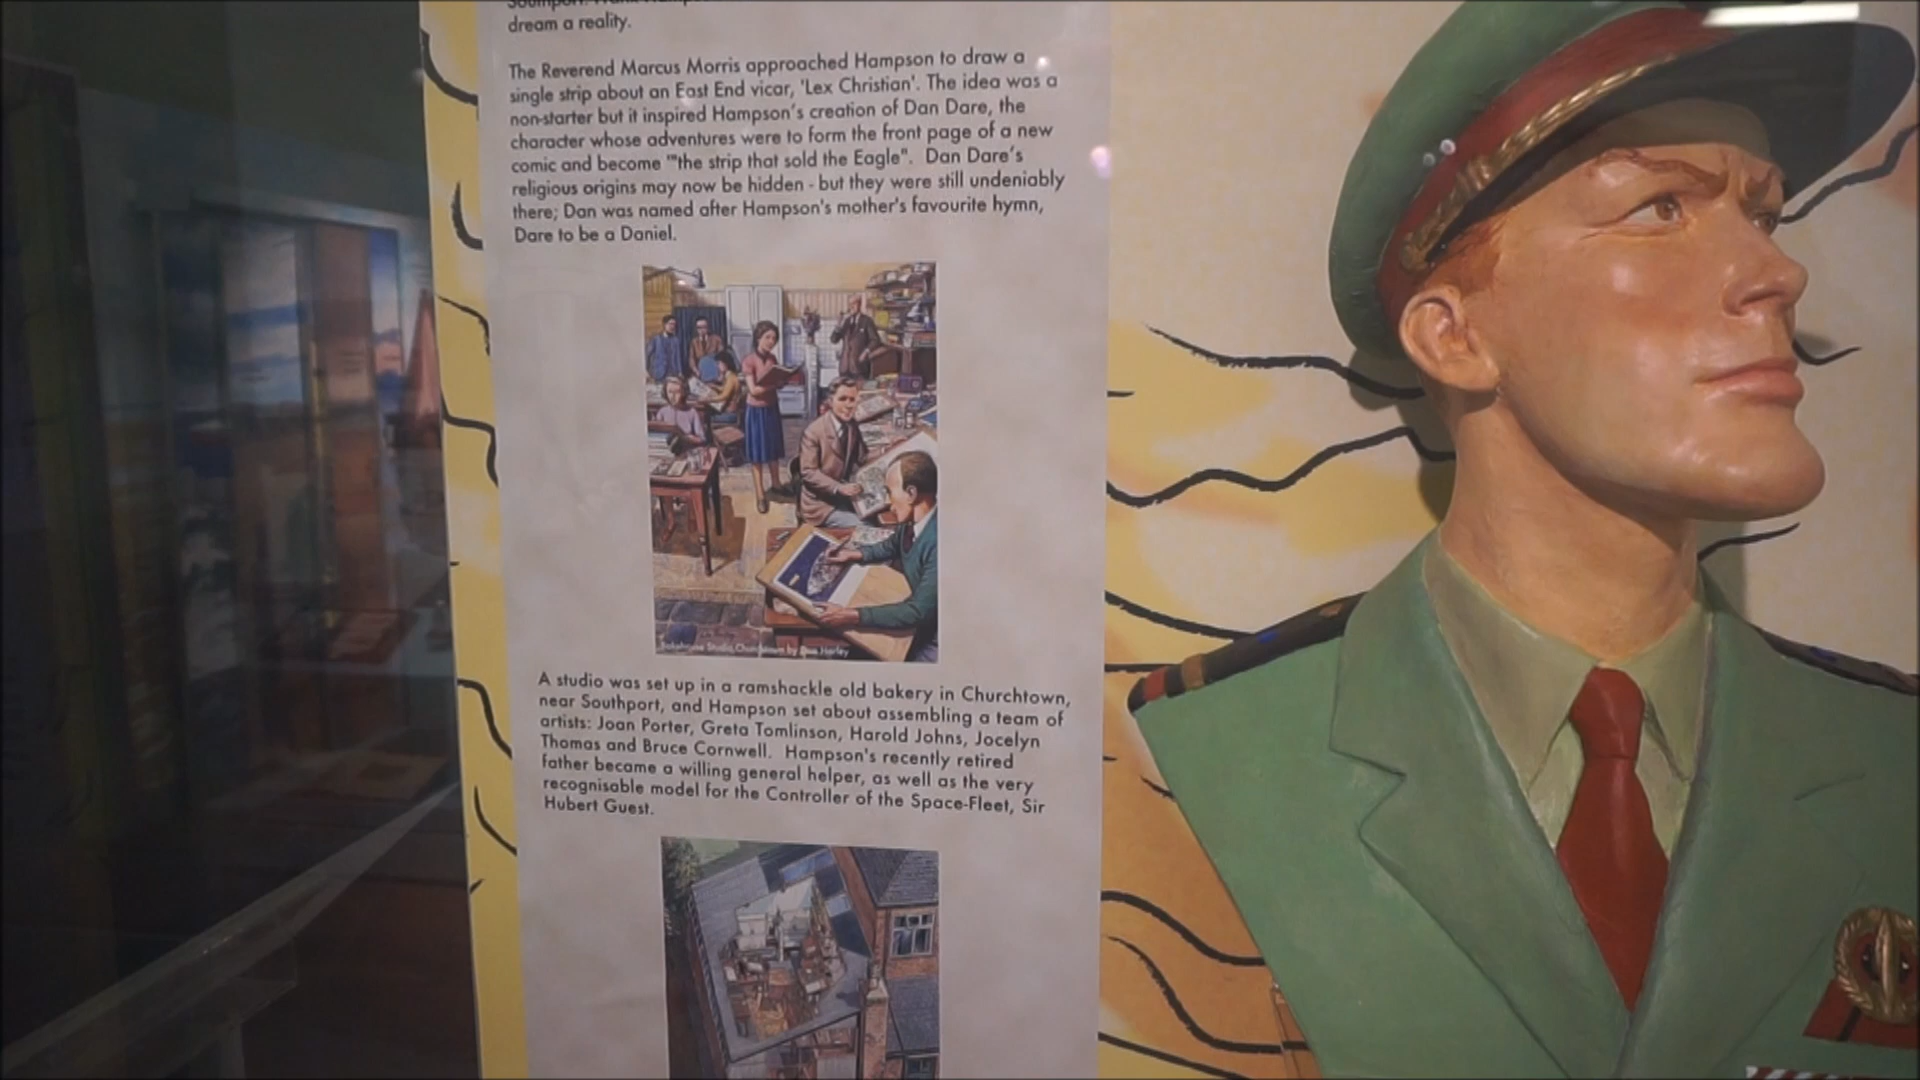 dream a reality.
The Reverend Marcus Morris approached Hampson to draw a
single strip about an East End vicar, 'Lex Christian'. The idea was a
non-starter but it inspired Hampson's creation of Dan Dare, the
character whose adventures were to form the front page of a new
comic and become "'the strip that sold the Eagle". Dan Dare's
religious origins may now be hidden - but they were still undeniably
there; Dan was named after Hampson's mother's favourite hymn,
Dare to be a Daniel.
Bakehouse Studio, Churchtown by Don Harley
A studio was set up in a ramshackle old bakery in Churchtown,
near Southport, and Hampson set about assembling a team of
artists: Joan Porter, Greta Tomlinson, Harold Johns, Jocelyn
Thomas and Bruce Cornwell. Hampson's recently retired
father became a willing general helper, as well as the very
recognisable model for the Controller of the Space-Fleet, Sir
Hubert Guest.